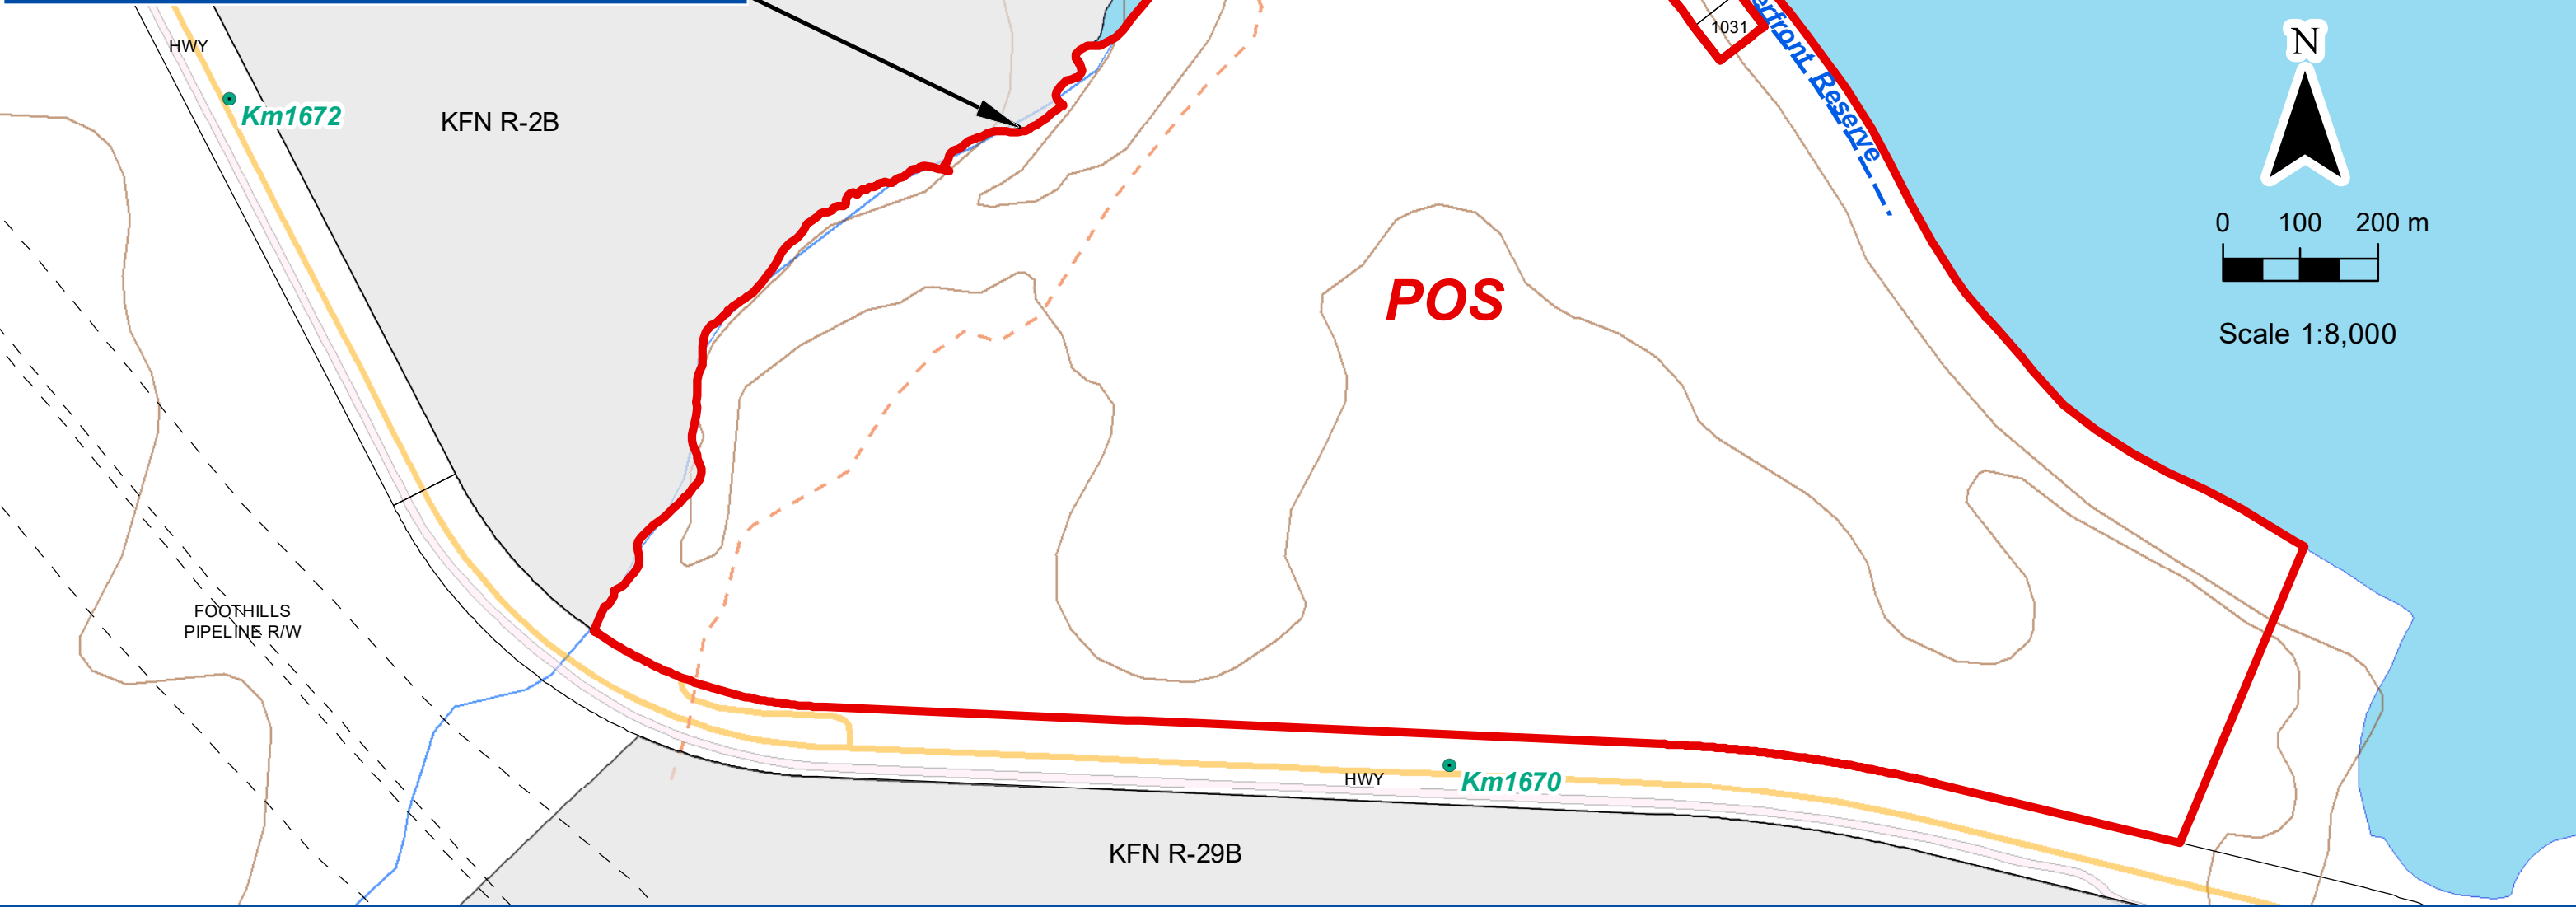 HWY
Km1672
KFN R-2B
1031
erfront Reserve
N
0 100 200 m
Scale 1:8,000
POS
FOOTHILLS
PIPELINE R/W
HWY
Km1670
KFN R-29B